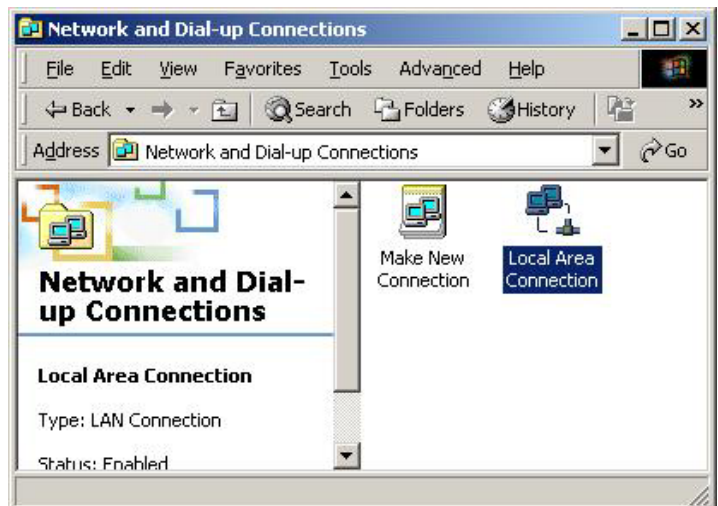 Network and Dial-up Connections
File Edit View Favorites Tools Advanced Help
Back Search Folders History »
Address Network and Dial-up Connections Go
Make New Connection
Local Area Connection
Network and Dial-
up Connections
Local Area Connection
Type: LAN Connection
Status: Enabled